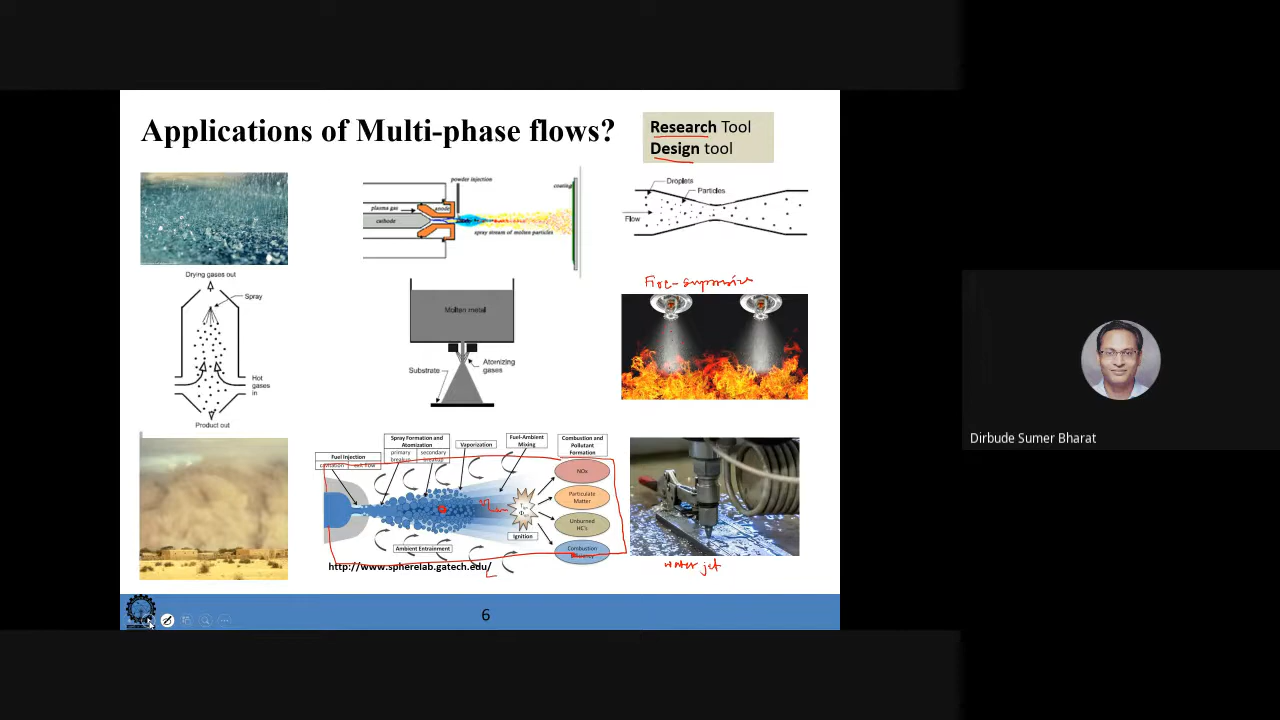 Applications of Multi-phase flows?
Research Tool
Design tool
powder injection
coating
plasma gas
anode
cathode
spray stream of molten particles
Droplets
Particles
Flow
Drying gases out
Spray
Hot
gases
in
Product out
Molten metal
Atomizing
gases
Substrate
Fuel Injection
Spray Formation and
Atomization
primary
breakup
secondary
breakup
Vaporization
Fuel-Ambient
Mixing
Combustion and
Pollutant
Formation
NOx
Particulate
Matter
Unburned
HC's
Combustion
Ignition
Ambient Entrainment
http://www.spherelab.gatech.edu/
water jet
6
Dirbude Sumer Bharat